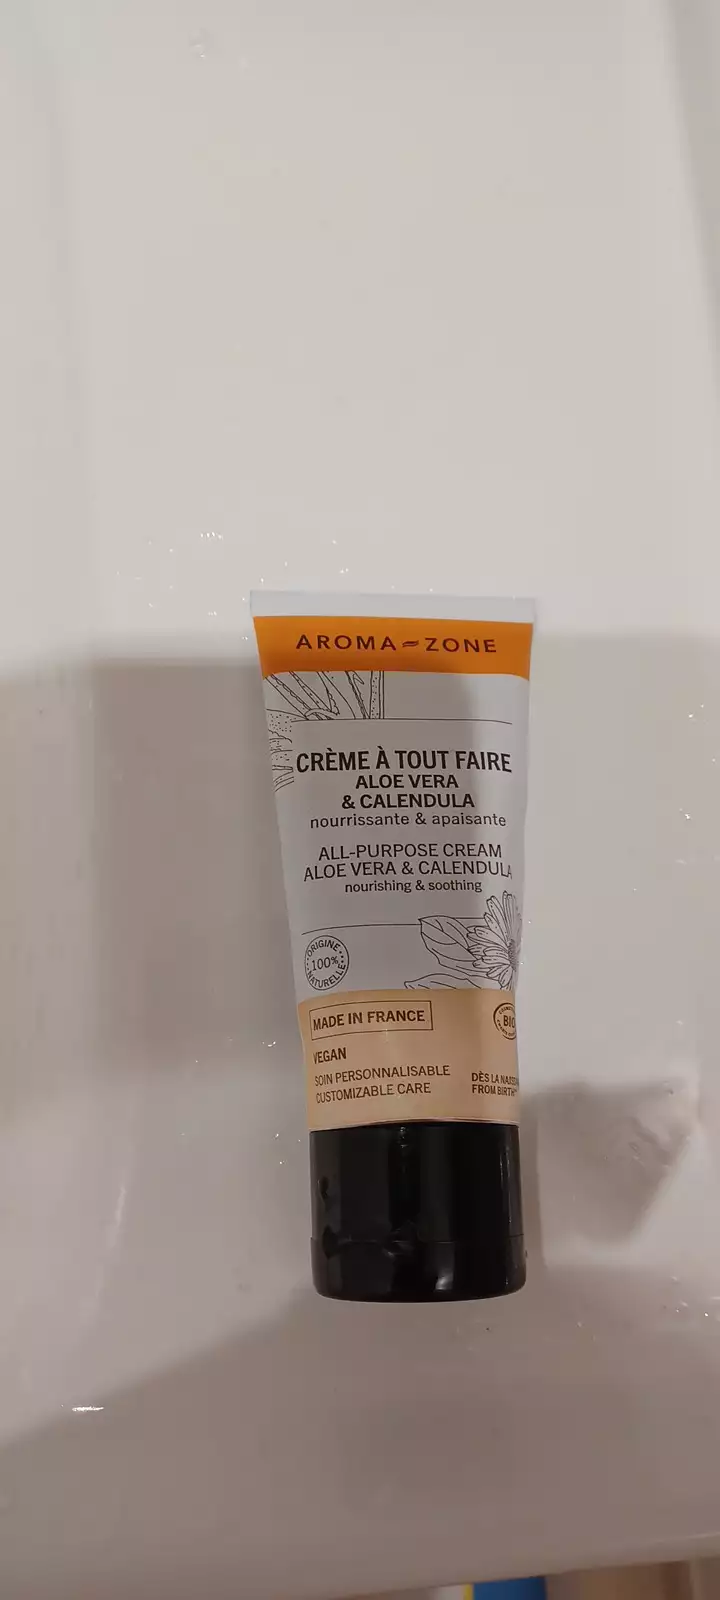 AROMA-ZONE
CRÈME À TOUT FAIRE
ALOE VERA
& CALENDULA
nourrissante & apaisante
ALL-PURPOSE CREAM
ALOE VERA & CALENDULA
nourishing & soothing
ORIGINE
100%
NATURELLE
MADE IN FRANCE
BIO
VEGAN
SOIN PERSONNALISABLE
CUSTOMIZABLE CARE
DÈS LA
FROM BIRTH